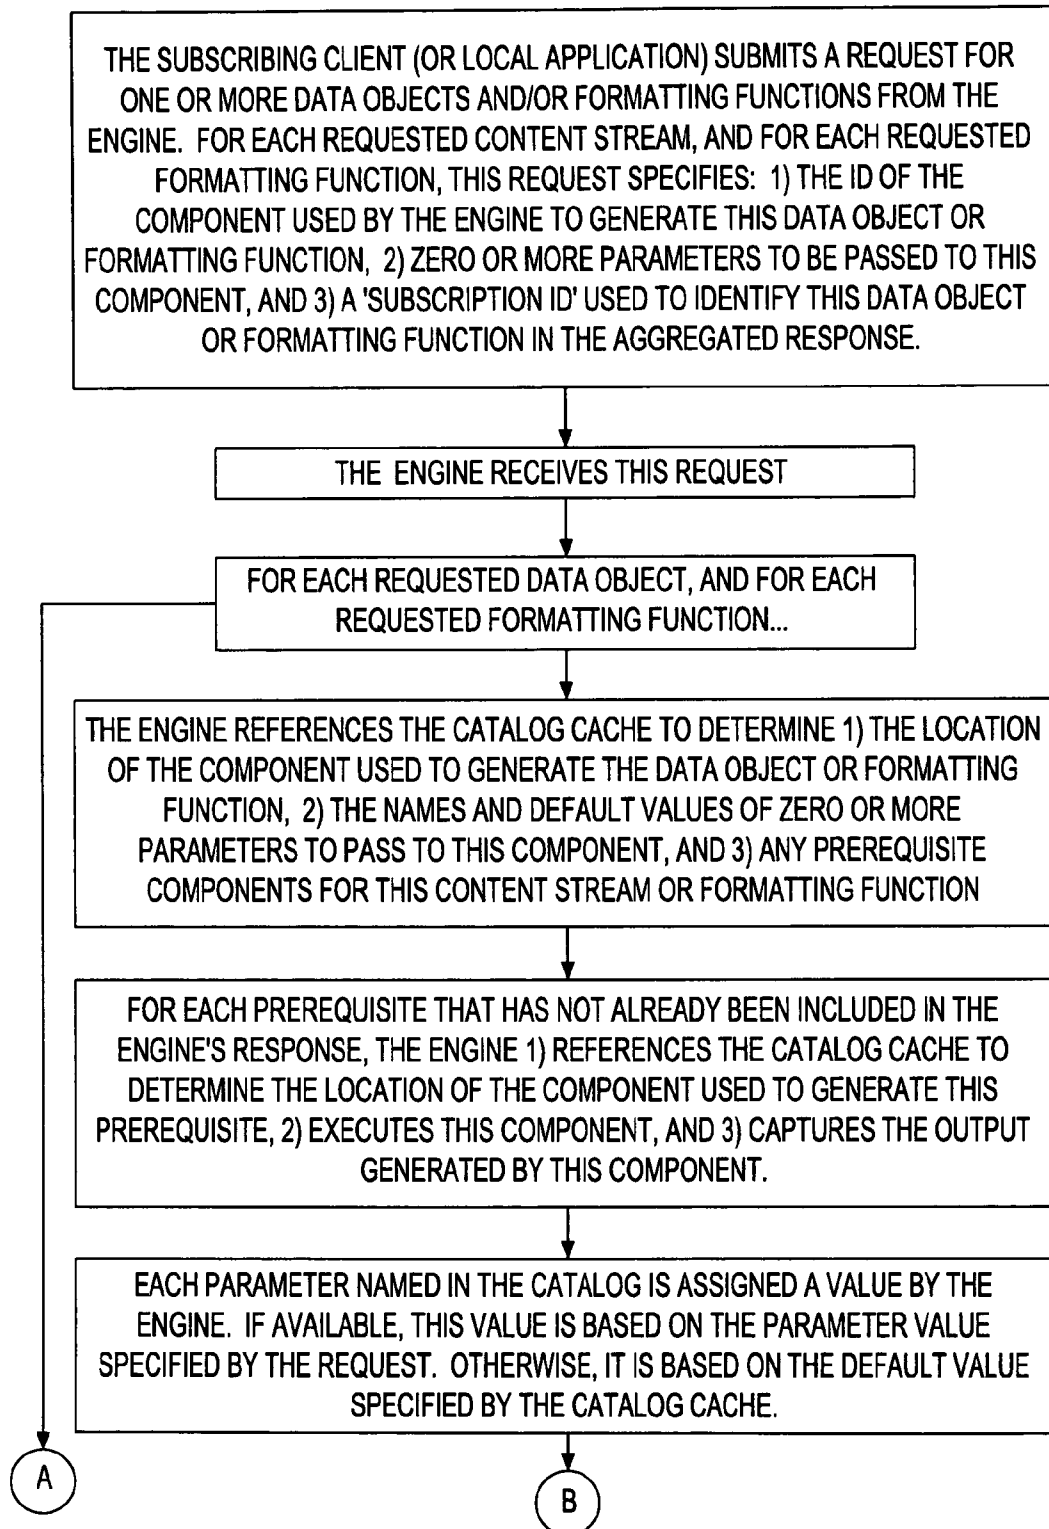 THE SUBSCRIBING CLIENT (OR LOCAL APPLICATION) SUBMITS A REQUEST FOR
ONE OR MORE DATA OBJECTS AND/OR FORMATTING FUNCTIONS FROM THE
ENGINE. FOR EACH REQUESTED CONTENT STREAM, AND FOR EACH REQUESTED
FORMATTING FUNCTION, THIS REQUEST SPECIFIES: 1) THE ID OF THE
COMPONENT USED BY THE ENGINE TO GENERATE THIS DATA OBJECT OR
FORMATTING FUNCTION, 2) ZERO OR MORE PARAMETERS TO BE PASSED TO THIS
COMPONENT, AND 3) A 'SUBSCRIPTION ID' USED TO IDENTIFY THIS DATA OBJECT
OR FORMATTING FUNCTION IN THE AGGREGATED RESPONSE.
THE ENGINE RECEIVES THIS REQUEST
FOR EACH REQUESTED DATA OBJECT, AND FOR EACH
REQUESTED FORMATTING FUNCTION...
THE ENGINE REFERENCES THE CATALOG CACHE TO DETERMINE 1) THE LOCATION
OF THE COMPONENT USED TO GENERATE THE DATA OBJECT OR FORMATTING
FUNCTION, 2) THE NAMES AND DEFAULT VALUES OF ZERO OR MORE
PARAMETERS TO PASS TO THIS COMPONENT, AND 3) ANY PREREQUISITE
COMPONENTS FOR THIS CONTENT STREAM OR FORMATTING FUNCTION
FOR EACH PREREQUISITE THAT HAS NOT ALREADY BEEN INCLUDED IN THE
ENGINE'S RESPONSE, THE ENGINE 1) REFERENCES THE CATALOG CACHE TO
DETERMINE THE LOCATION OF THE COMPONENT USED TO GENERATE THIS
PREREQUISITE, 2) EXECUTES THIS COMPONENT, AND 3) CAPTURES THE OUTPUT
GENERATED BY THIS COMPONENT.
EACH PARAMETER NAMED IN THE CATALOG IS ASSIGNED A VALUE BY THE
ENGINE. IF AVAILABLE, THIS VALUE IS BASED ON THE PARAMETER VALUE
SPECIFIED BY THE REQUEST. OTHERWISE, IT IS BASED ON THE DEFAULT VALUE
SPECIFIED BY THE CATALOG CACHE.
A
B